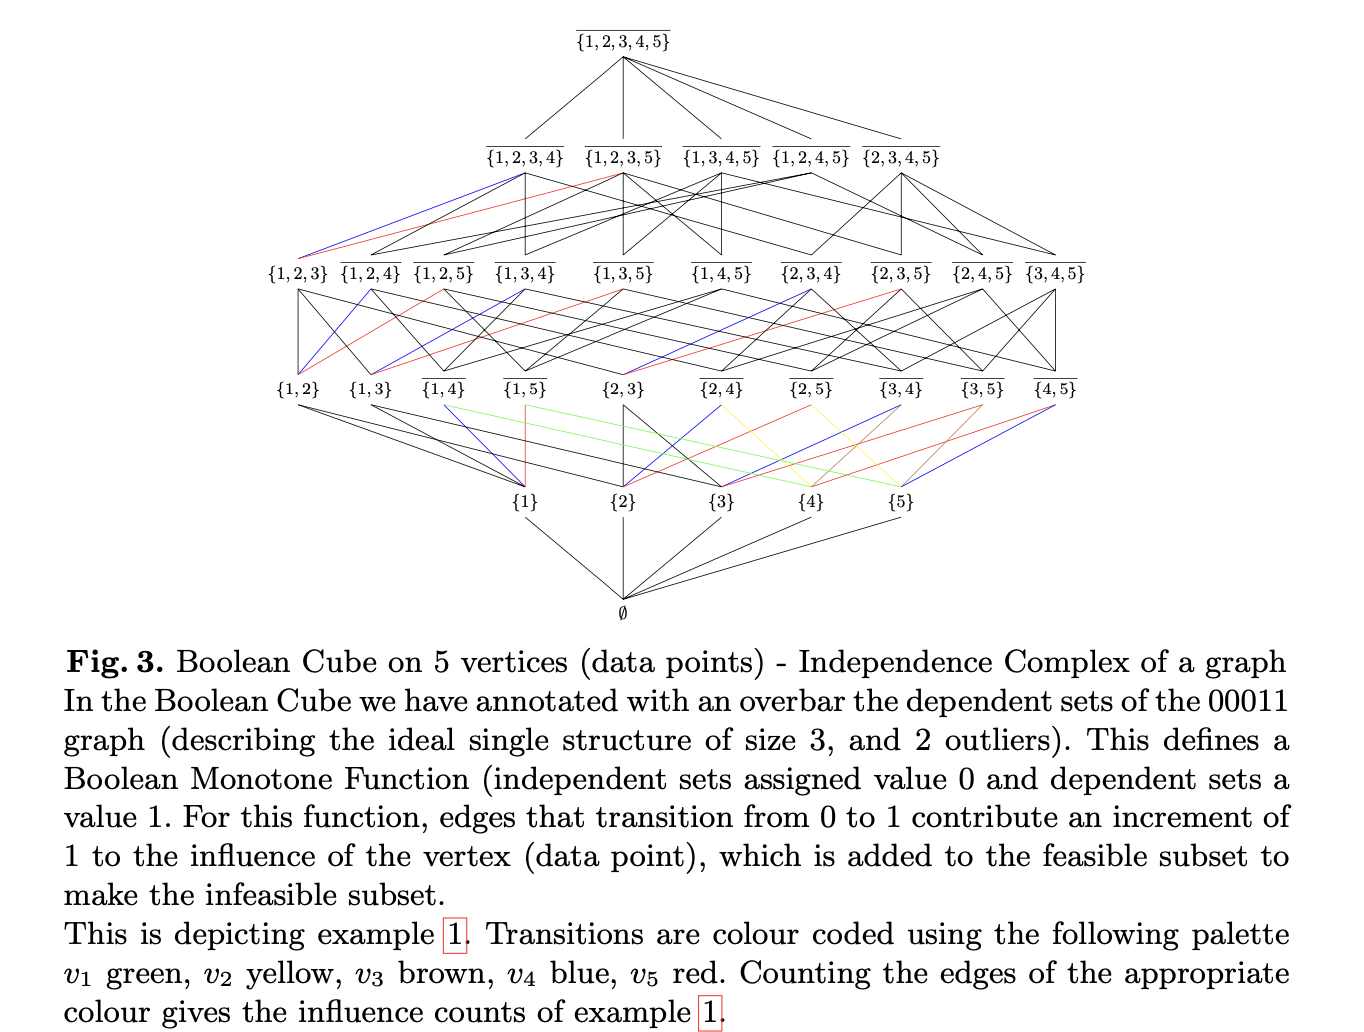 {1, 2, 3, 4, 5}
{1, 2, 3, 4} {1, 2, 3, 5} {1, 3, 4, 5} {1, 2, 4, 5} {2, 3, 4, 5}
{1, 2, 3} {1, 2, 4} {1, 2, 5} {1, 3, 4} {1, 3, 5} {1, 4, 5} {2, 3, 4} {2, 3, 5} {2, 4, 5} {3, 4, 5}
{1, 2} {1, 3} {1, 4} {1, 5} {2, 3} {2, 4} {2, 5} {3, 4} {3, 5} {4, 5}
{1} {2} {3} {4} {5}
∅
Fig. 3. Boolean Cube on 5 vertices (data points) - Independence Complex of a graph
In the Boolean Cube we have annotated with an overbar the dependent sets of the 00011
graph (describing the ideal single structure of size 3, and 2 outliers). This defines a
Boolean Monotone Function (independent sets assigned value 0 and dependent sets a
value 1. For this function, edges that transition from 0 to 1 contribute an increment of
1 to the influence of the vertex (data point), which is added to the feasible subset to
make the infeasible subset.
This is depicting example 1. Transitions are colour coded using the following palette
v₁ green, v₂ yellow, v₃ brown, v₄ blue, v₅ red. Counting the edges of the appropriate
colour gives the influence counts of example 1.